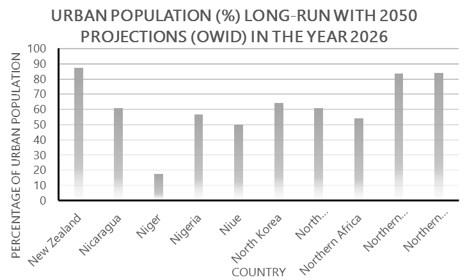 URBAN POPULATION (%) LONG-RUN WITH 2050
PROJECTIONS (OWID) IN THE YEAR 2026
PERCENTAGE OF URBAN POPULATION
100
90
80
70
60
50
40
30
20
10
0
New Zealand
Nicaragua
Niger
Nigeria
Niue
North Korea
North...
Northern Africa
Northern...
Northern...
COUNTRY